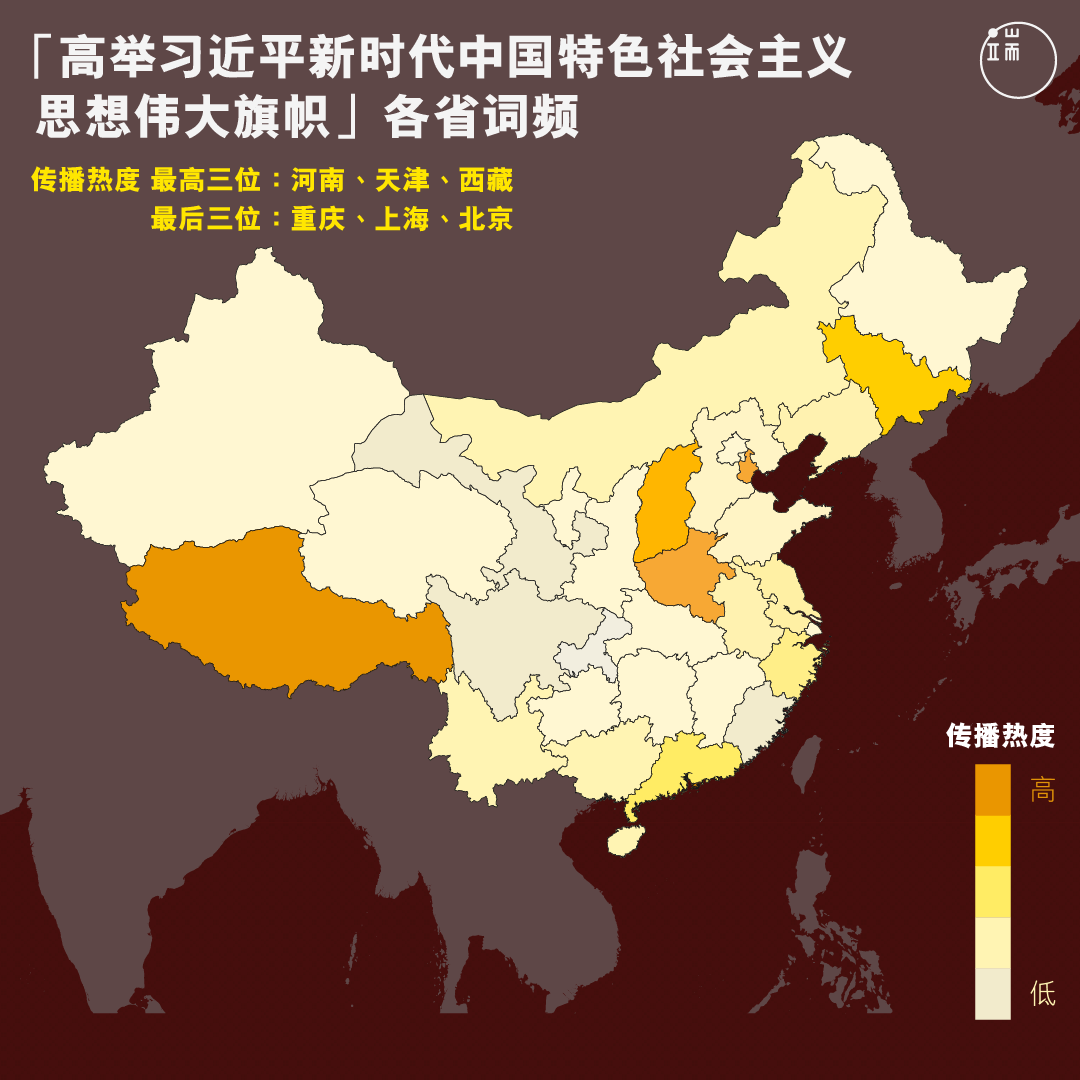 「高举习近平新时代中国特色社会主义
思想伟大旗帜」各省词频
端
传播热度 最高三位：河南、天津、西藏
最后三位：重庆、上海、北京
传播热度
高
低